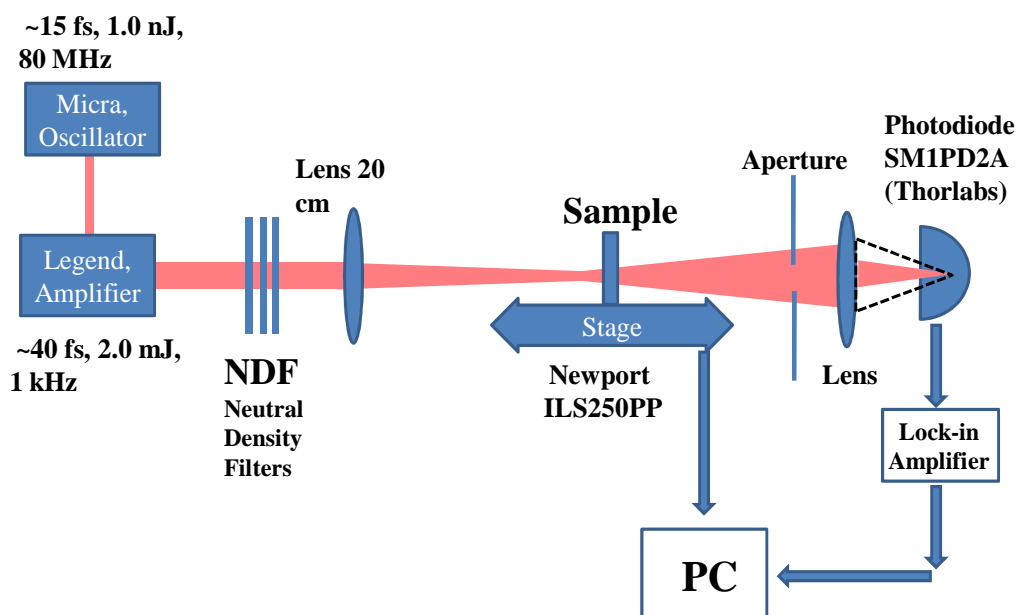 ~15 fs, 1.0 nJ,
80 MHz
Micra,
Oscillator
Legend,
Amplifier
~40 fs, 2.0 mJ,
1 kHz
NDF
Neutral
Density
Filters
Lens 20
cm
Sample
Stage
Newport
ILS250PP
Aperture
Lens
Photodiode
SM1PD2A
(Thorlabs)
Lock-in
Amplifier
PC